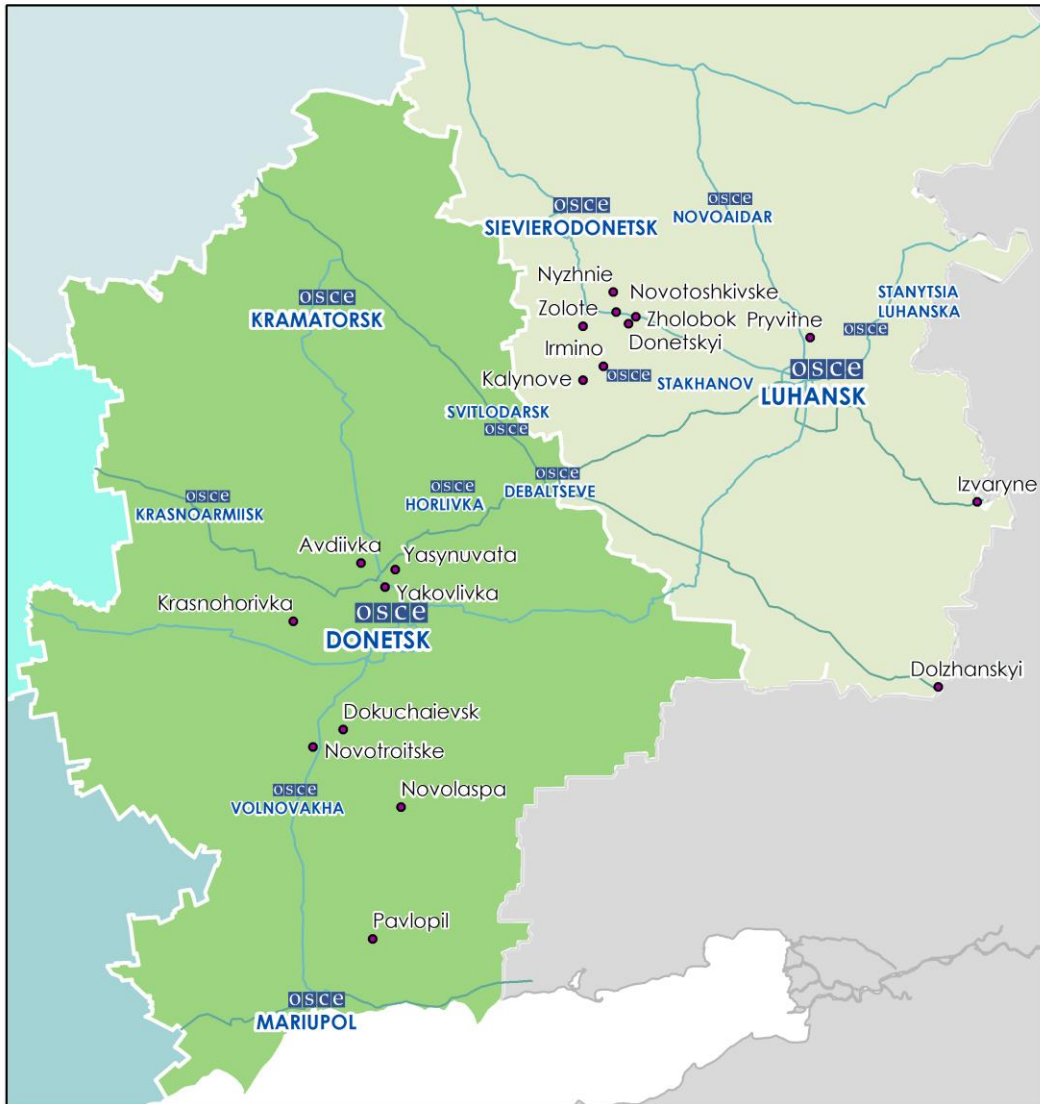 osce
SIEVIERODONETSK
osce
NOVOAIDAR
Nyzhnie
Novotoshkivske
Zolote
Zholobok
Pryvitne
Donetskyi
STANYTSIA
LUHANSKA
osce
osce
KRAMATORSK
Irmino
osce
STAKHANOV
Kalynove
osce
LUHANSK
SVITLODARSK
osce
osce
DEBALTSEVE
osce
HORLIVKA
osce
KRASNOARMIISK
Izvaryne
Avdiivka
Yasynuvata
Yakovlivka
Krasnohorivka
osce
DONETSK
Dolzhanskyi
Dokuchaievsk
Novotroitske
osce
VOLNOVAKHA
Novolaspa
Pavlopil
osce
MARIUPOL